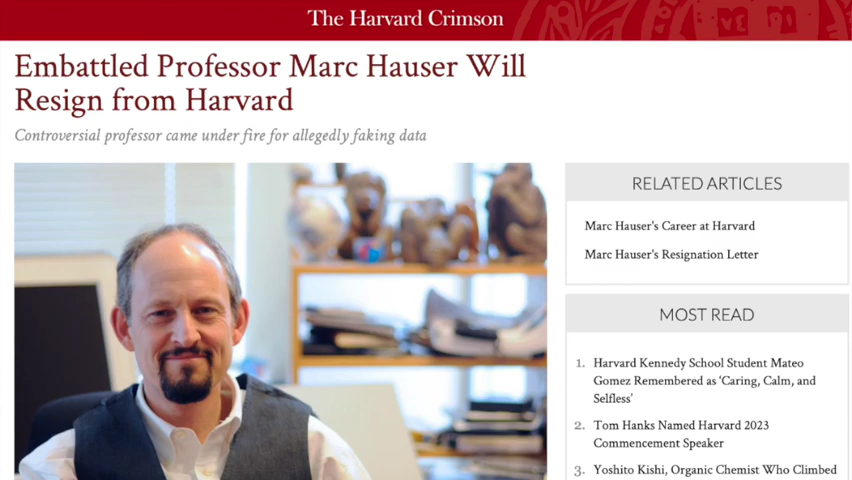 The Harvard Crimson
Embattled Professor Marc Hauser Will
Resign from Harvard
Controversial professor came under fire for allegedly faking data
RELATED ARTICLES
Marc Hauser's Career at Harvard
Marc Hauser's Resignation Letter
MOST READ
1. Harvard Kennedy School Student Mateo
Gomez Remembered as ‘Caring, Calm, and
Selfless’
2. Tom Hanks Named Harvard 2023
Commencement Speaker
3. Yoshito Kishi, Organic Chemist Who Climbed